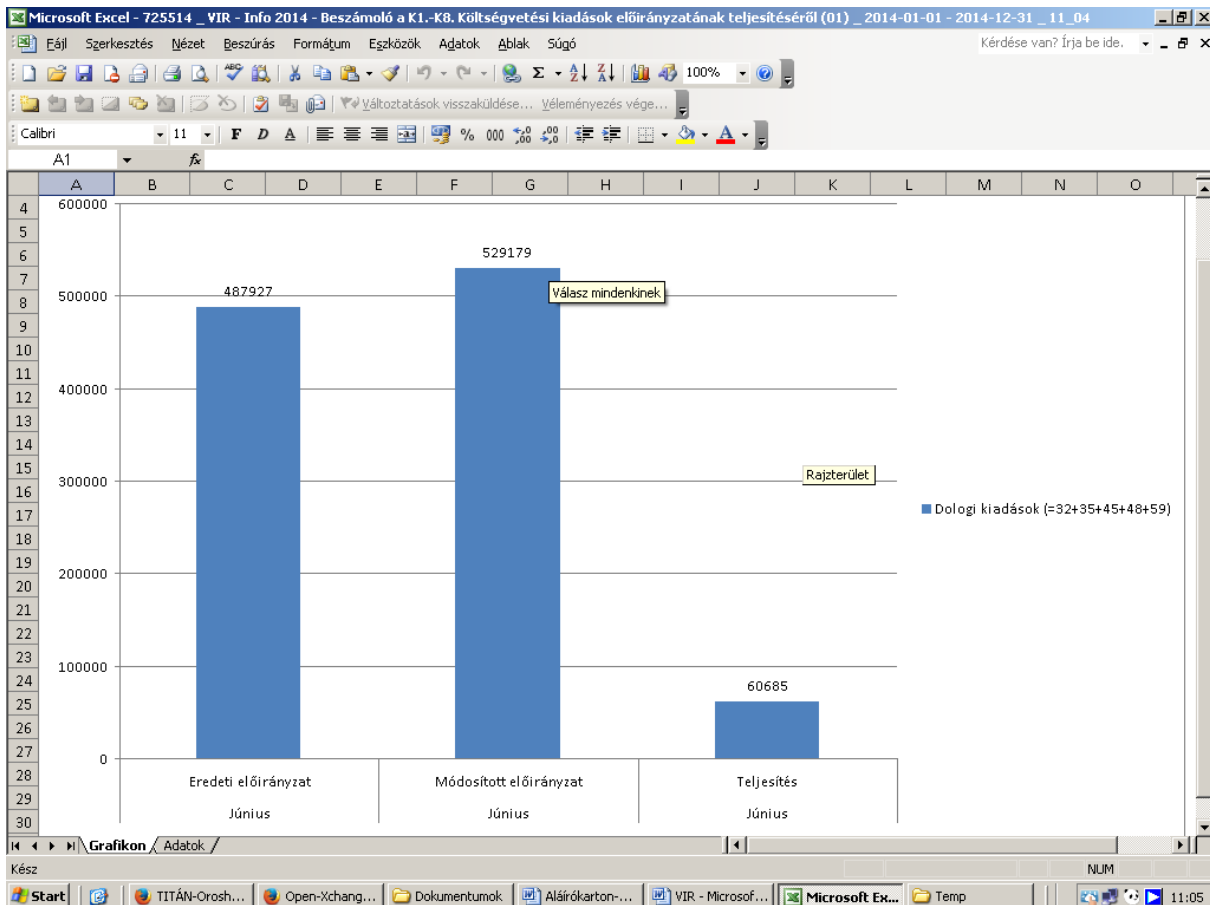 Microsoft Excel - 725514 _ VIR - Info 2014 - Beszámoló a K1.-K8. Költségvetési kiadások előirányzatának teljesítéséről (01) _ 2014-01-01 - 2014-12-31 _ 11_04
Fájl Szerkesztés Nézet Beszúrás Formátum Eszközök Adatok Ablak Súgó Kérdése van? Írja be ide.
100%
Változtatások visszaküldése... Véleményezés vége...
Calibri 11 F D A % 000
A1 fx
A B C D E F G H I J K L M N O
4
5
6
7
8
9
10
11
12
13
14
15
16
17
18
19
20
21
22
23
24
25
26
27
28
29
30
600000
500000
400000
300000
200000
100000
0
487927
529179
60685
Válasz mindenkinek
Rajzterület
Dologi kiadások (=32+35+45+48+59)
Eredeti előirányzat Módosított előirányzat Teljesítés
Június Június Június
Grafikon Adatok
Kész NUM
Start TITÁN-Orosh... Open-Xchang... Dokumentumok Aláírókarton-... VIR - Microsof... Microsoft Ex... Temp 11:05